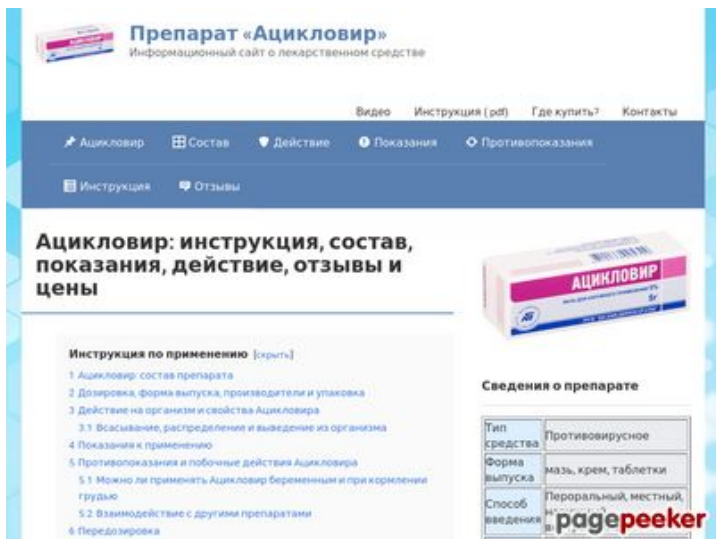 Препарат «Ацикловир»
Информационный сайт о лекарственном средстве
Видео Инструкция (pdf) Где купить? Контакты
Ацикловир Состав Действие Показания Противопоказания
Инструкция Отзывы
Ацикловир: инструкция, состав,
показания, действие, отзывы и
цены
АЦИКЛОВИР
5г
Инструкция по применению [скрыть]
1 Ацикловир: состав препарата
2 Дозировка, форма выпуска, производители и упаковка
3 Действие на организм и свойства Ацикловира
3.1 Всасывание, распределение и выведение из организма
4 Показания к применению
5 Противопоказания и побочные действия Ацикловира
5.1 Можно ли применять Ацикловир беременным и при кормлении
грудью
5.2 Взаимодействие с другими препаратами
6 Передозировка
Сведения о препарате
Тип
средства
Противовирусное
Форма
выпуска
мазь, крем, таблетки
Способ
введения
Пероральный, местный,
pagepeeker